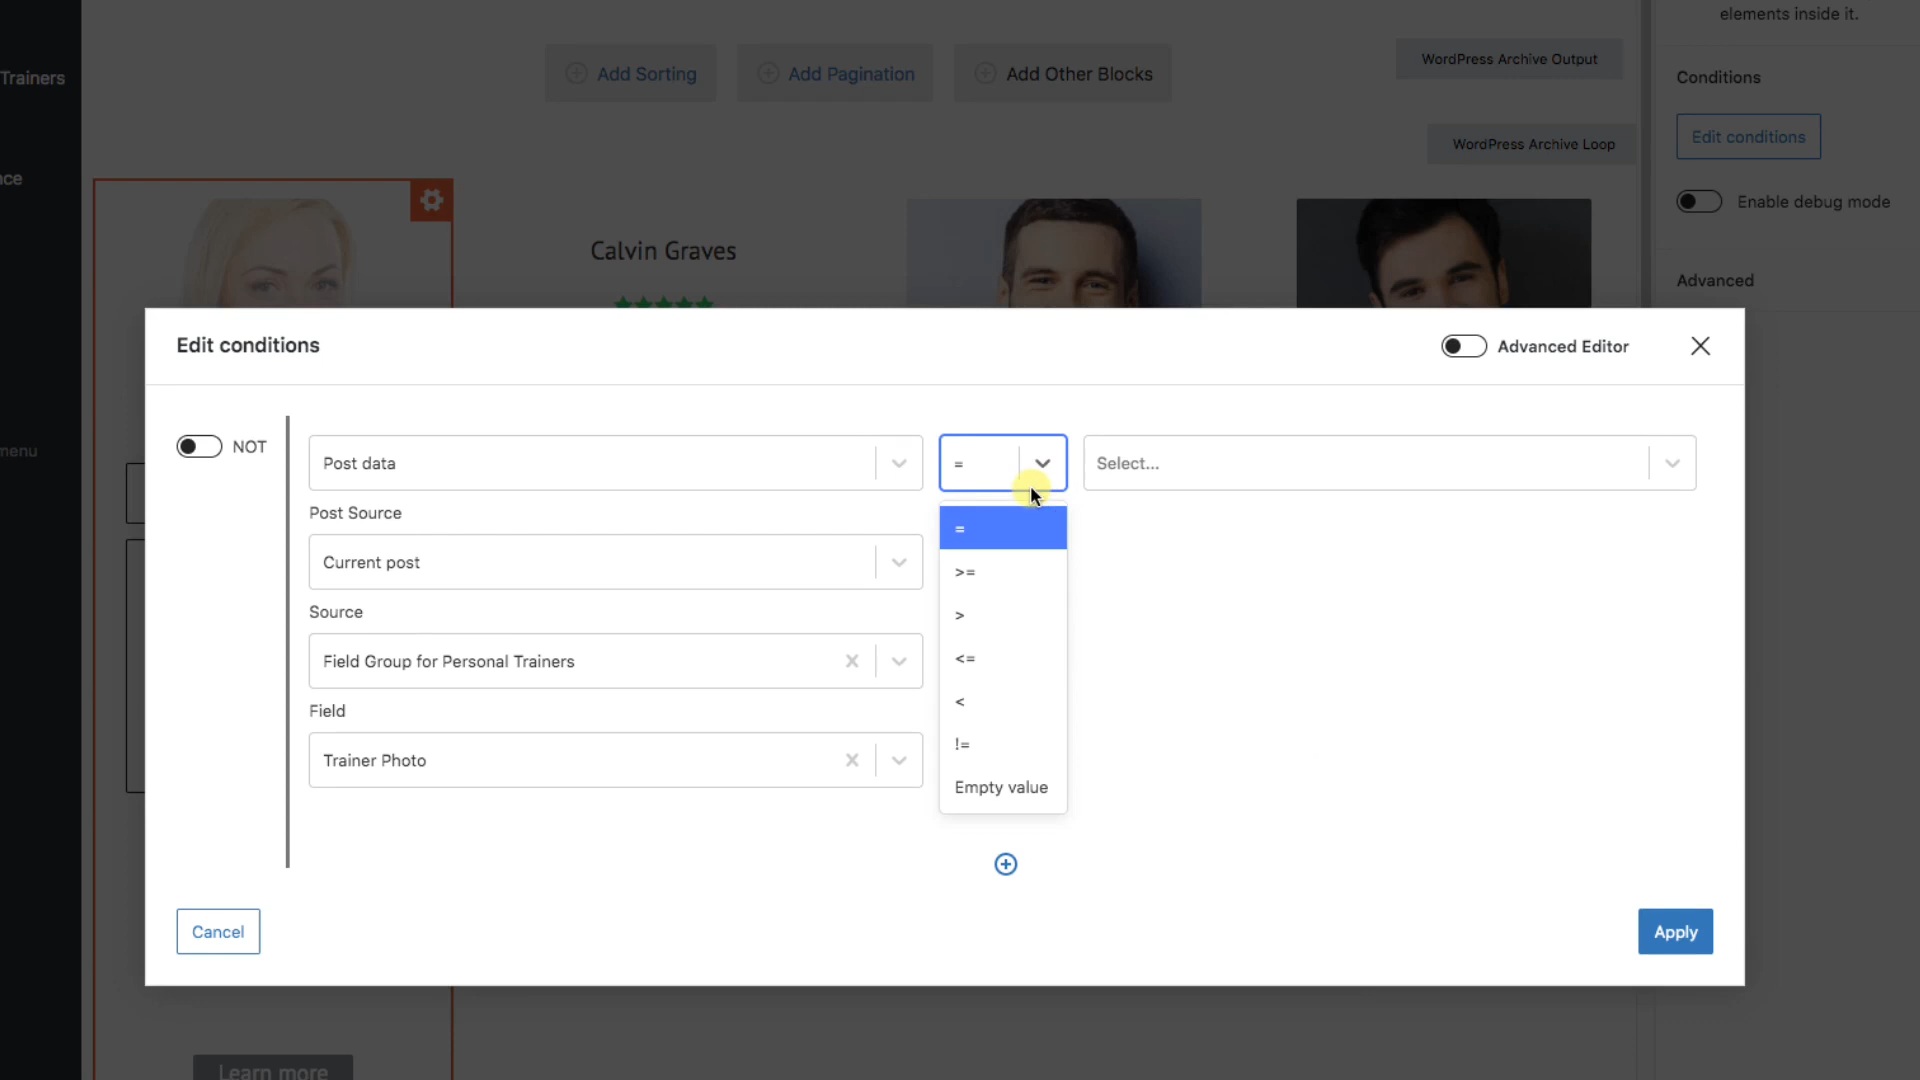 elements inside it.
Trainers
Add Sorting
Add Pagination
Add Other Blocks
WordPress Archive Output
Conditions
Edit conditions
WordPress Archive Loop
nce
Enable debug mode
Calvin Graves
Advanced
Edit conditions
Advanced Editor
NOT
Post data
=
Select...
Post Source
=
Current post
>=
Source
>
Field Group for Personal Trainers
<=
Field
<
!=
Trainer Photo
Empty value
menu
Cancel
Apply
Learn more